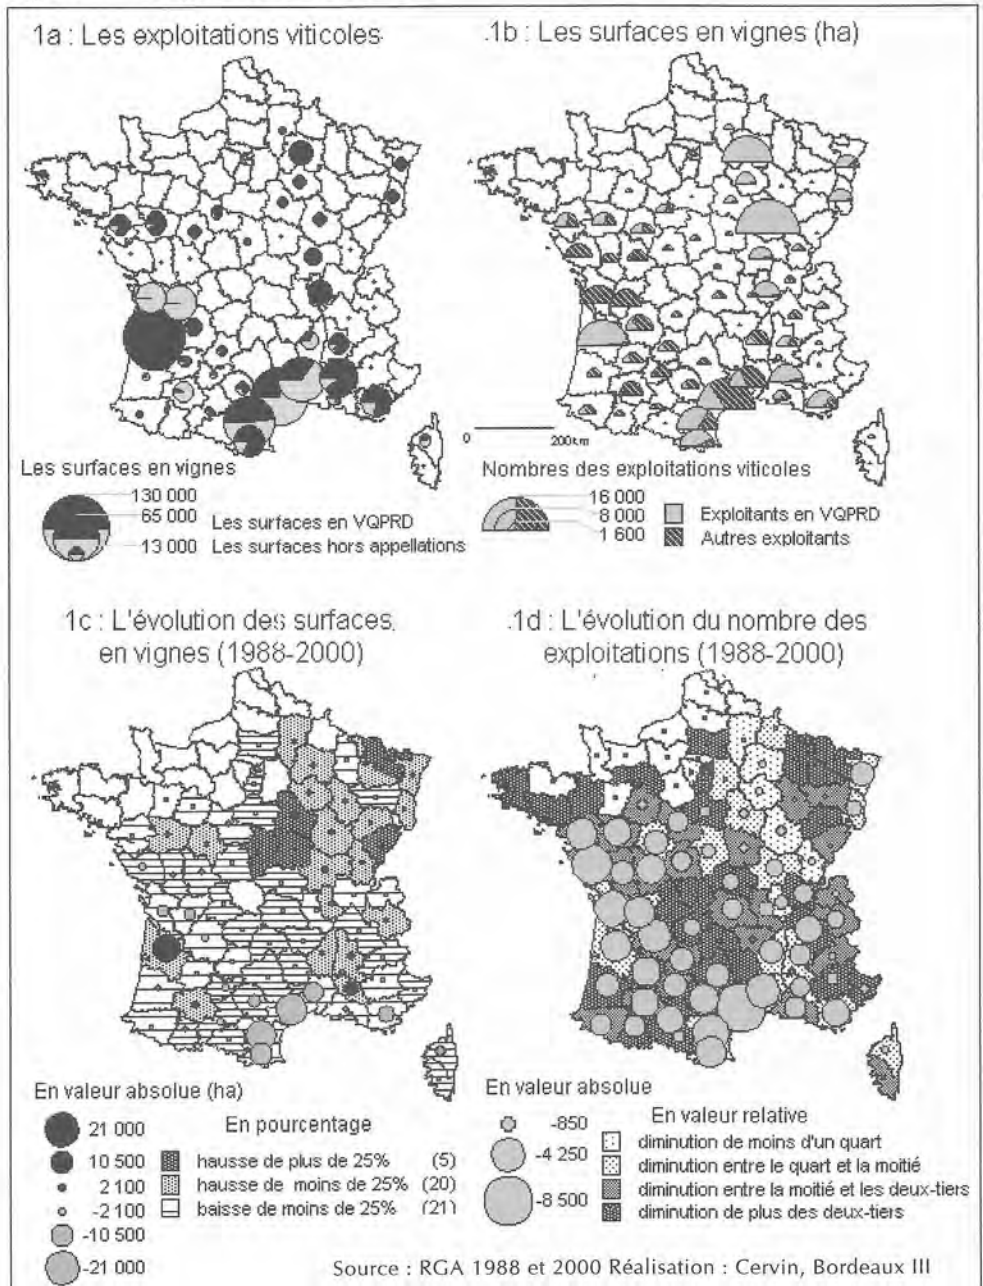 1a : Les exploitations viticoles
.1b : Les surfaces en vignes (ha)
0 200km
Les surfaces en vignes
130 000
65 000 Les surfaces en VQPRD
13 000 Les surfaces hors appellations
Nombres des exploitations viticoles
16 000
8 000 Exploitants en VQPRD
1 600 Autres exploitants
1c : L'évolution des surfaces,
en vignes (1988-2000)
.1d : L'évolution du nombre des
exploitations (1988-2000)
En valeur absolue (ha)
En pourcentage
21 000
10 500 hausse de plus de 25% (5)
2 100 hausse de moins de 25% (20)
-2 100 baisse de moins de 25% (21)
-10 500
-21 000
En valeur absolue
En valeur relative
-850 diminution de moins d'un quart
-4 250 diminution entre le quart et la moitié
diminution entre la moitié et les deux-tiers
-8 500 diminution de plus des deux-tiers
Source : RGA 1988 et 2000 Réalisation : Cervin, Bordeaux III